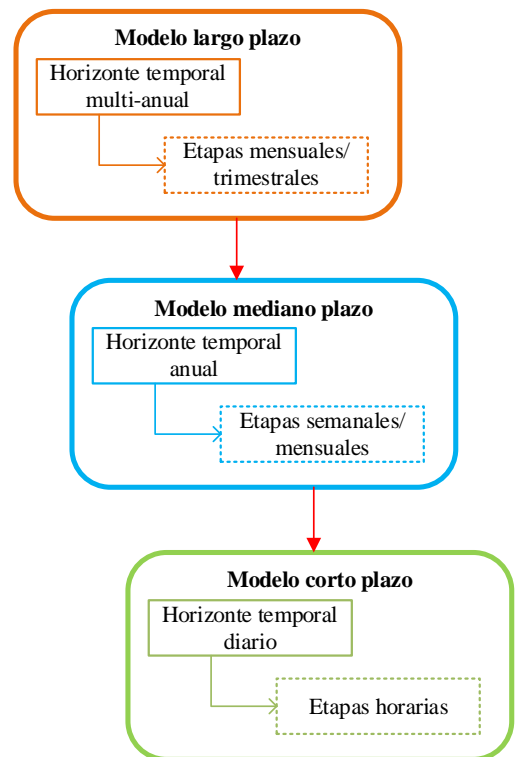 Modelo largo plazo
Horizonte temporal
multi-anual
Etapas mensuales/
trimestrales
Modelo mediano plazo
Horizonte temporal
anual
Etapas semanales/
mensuales
Modelo corto plazo
Horizonte temporal
diario
Etapas horarias